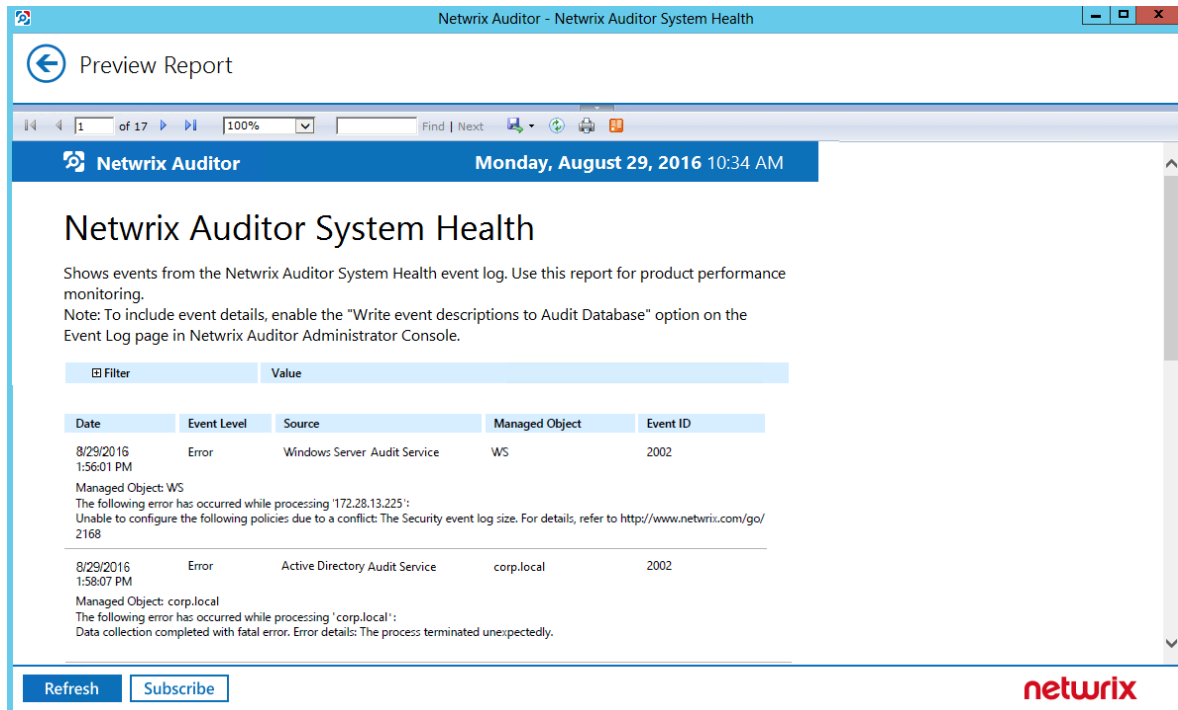 Netwrix Auditor - Netwrix Auditor System Health
Preview Report
1 of 17 100% Find | Next
Netwrix Auditor Monday, August 29, 2016 10:34 AM
Netwrix Auditor System Health
Shows events from the Netwrix Auditor System Health event log. Use this report for product performance
monitoring.
Note: To include event details, enable the "Write event descriptions to Audit Database" option on the
Event Log page in Netwrix Auditor Administrator Console.
Filter Value
Date Event Level Source Managed Object Event ID
8/29/2016 Error Windows Server Audit Service WS 2002
1:56:01 PM
Managed Object: WS
The following error has occurred while processing '172.28.13.225':
Unable to configure the following policies due to a conflict: The Security event log size. For details, refer to http://www.netwrix.com/go/
2168
8/29/2016 Error Active Directory Audit Service corp.local 2002
1:58:07 PM
Managed Object: corp.local
The following error has occurred while processing 'corp.local':
Data collection completed with fatal error. Error details: The process terminated unexpectedly.
Refresh Subscribe netwrix